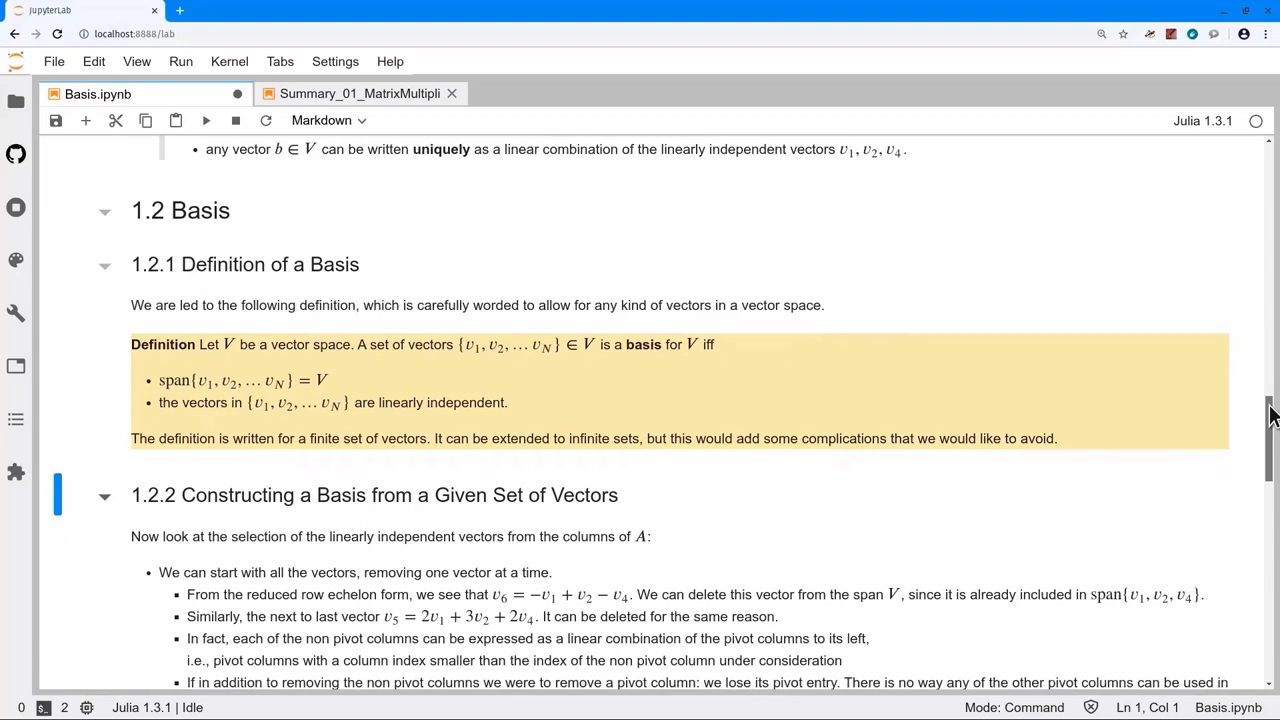 JupyterLab
localhost:8888/lab
File Edit View Run Kernel Tabs Settings Help
Basis.ipynb Summary_01_MatrixMultipli
Markdown Julia 1.3.1
• any vector b ∈ V can be written uniquely as a linear combination of the linearly independent vectors v₁, v₂, v₄.
1.2 Basis
1.2.1 Definition of a Basis
We are led to the following definition, which is carefully worded to allow for any kind of vectors in a vector space.
Definition Let V be a vector space. A set of vectors {v₁, v₂, … v_N} ∈ V is a basis for V iff
• span{v₁, v₂, … v_N} = V
• the vectors in {v₁, v₂, … v_N} are linearly independent.
The definition is written for a finite set of vectors. It can be extended to infinite sets, but this would add some complications that we would like to avoid.
1.2.2 Constructing a Basis from a Given Set of Vectors
Now look at the selection of the linearly independent vectors from the columns of A:
• We can start with all the vectors, removing one vector at a time.
▪ From the reduced row echelon form, we see that v₆ = −v₁ + v₂ − v₄. We can delete this vector from the span V, since it is already included in span{v₁, v₂, v₄}.
▪ Similarly, the next to last vector v₅ = 2v₁ + 3v₂ + 2v₄. It can be deleted for the same reason.
▪ In fact, each of the non pivot columns can be expressed as a linear combination of the pivot columns to its left,
i.e., pivot columns with a column index smaller than the index of the non pivot column under consideration
▪ If in addition to removing the non pivot columns we were to remove a pivot column: we lose its pivot entry. There is no way any of the other pivot columns can be used in
0 2 Julia 1.3.1 | Idle Mode: Command Ln 1, Col 1 Basis.ipynb